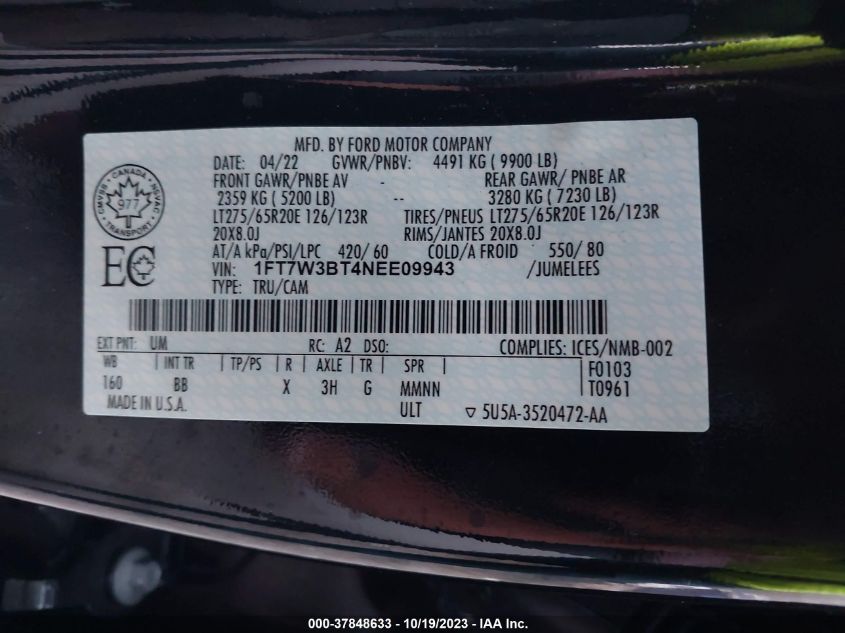 MFD. BY FORD MOTOR COMPANY
DATE: 04/22 GVWR/PNBV: 4491 KG ( 9900 LB)
FRONT GAWR/PNBE AV - REAR GAWR/ PNBE AR
2359 KG ( 5200 LB) -- 3280 KG ( 7230 LB)
LT275/65R20E 126/123R TIRES/PNEUS LT275/65R20E 126/123R
20X8.0J RIMS/JANTES 20X8.0J
AT/A kPa/PSI/LPC 420/ 60 COLD/A FROID 550/ 80
VIN: 1FT7W3BT4NEE09943 /JUMELEES
TYPE: TRU/CAM
CANADA
CMVSS NSVAC
977
TRANSPORT
EC
EXT PNT: UM RC: A2 DSO: COMPLIES: ICES/NMB-002
WB INT TR TP/PS R AXLE TR SPR F0103
160 BB X 3H G MMNN T0961
MADE IN U.S.A. ULT ▽ 5U5A-3520472-AA
000-37848633 - 10/19/2023 - IAA Inc.